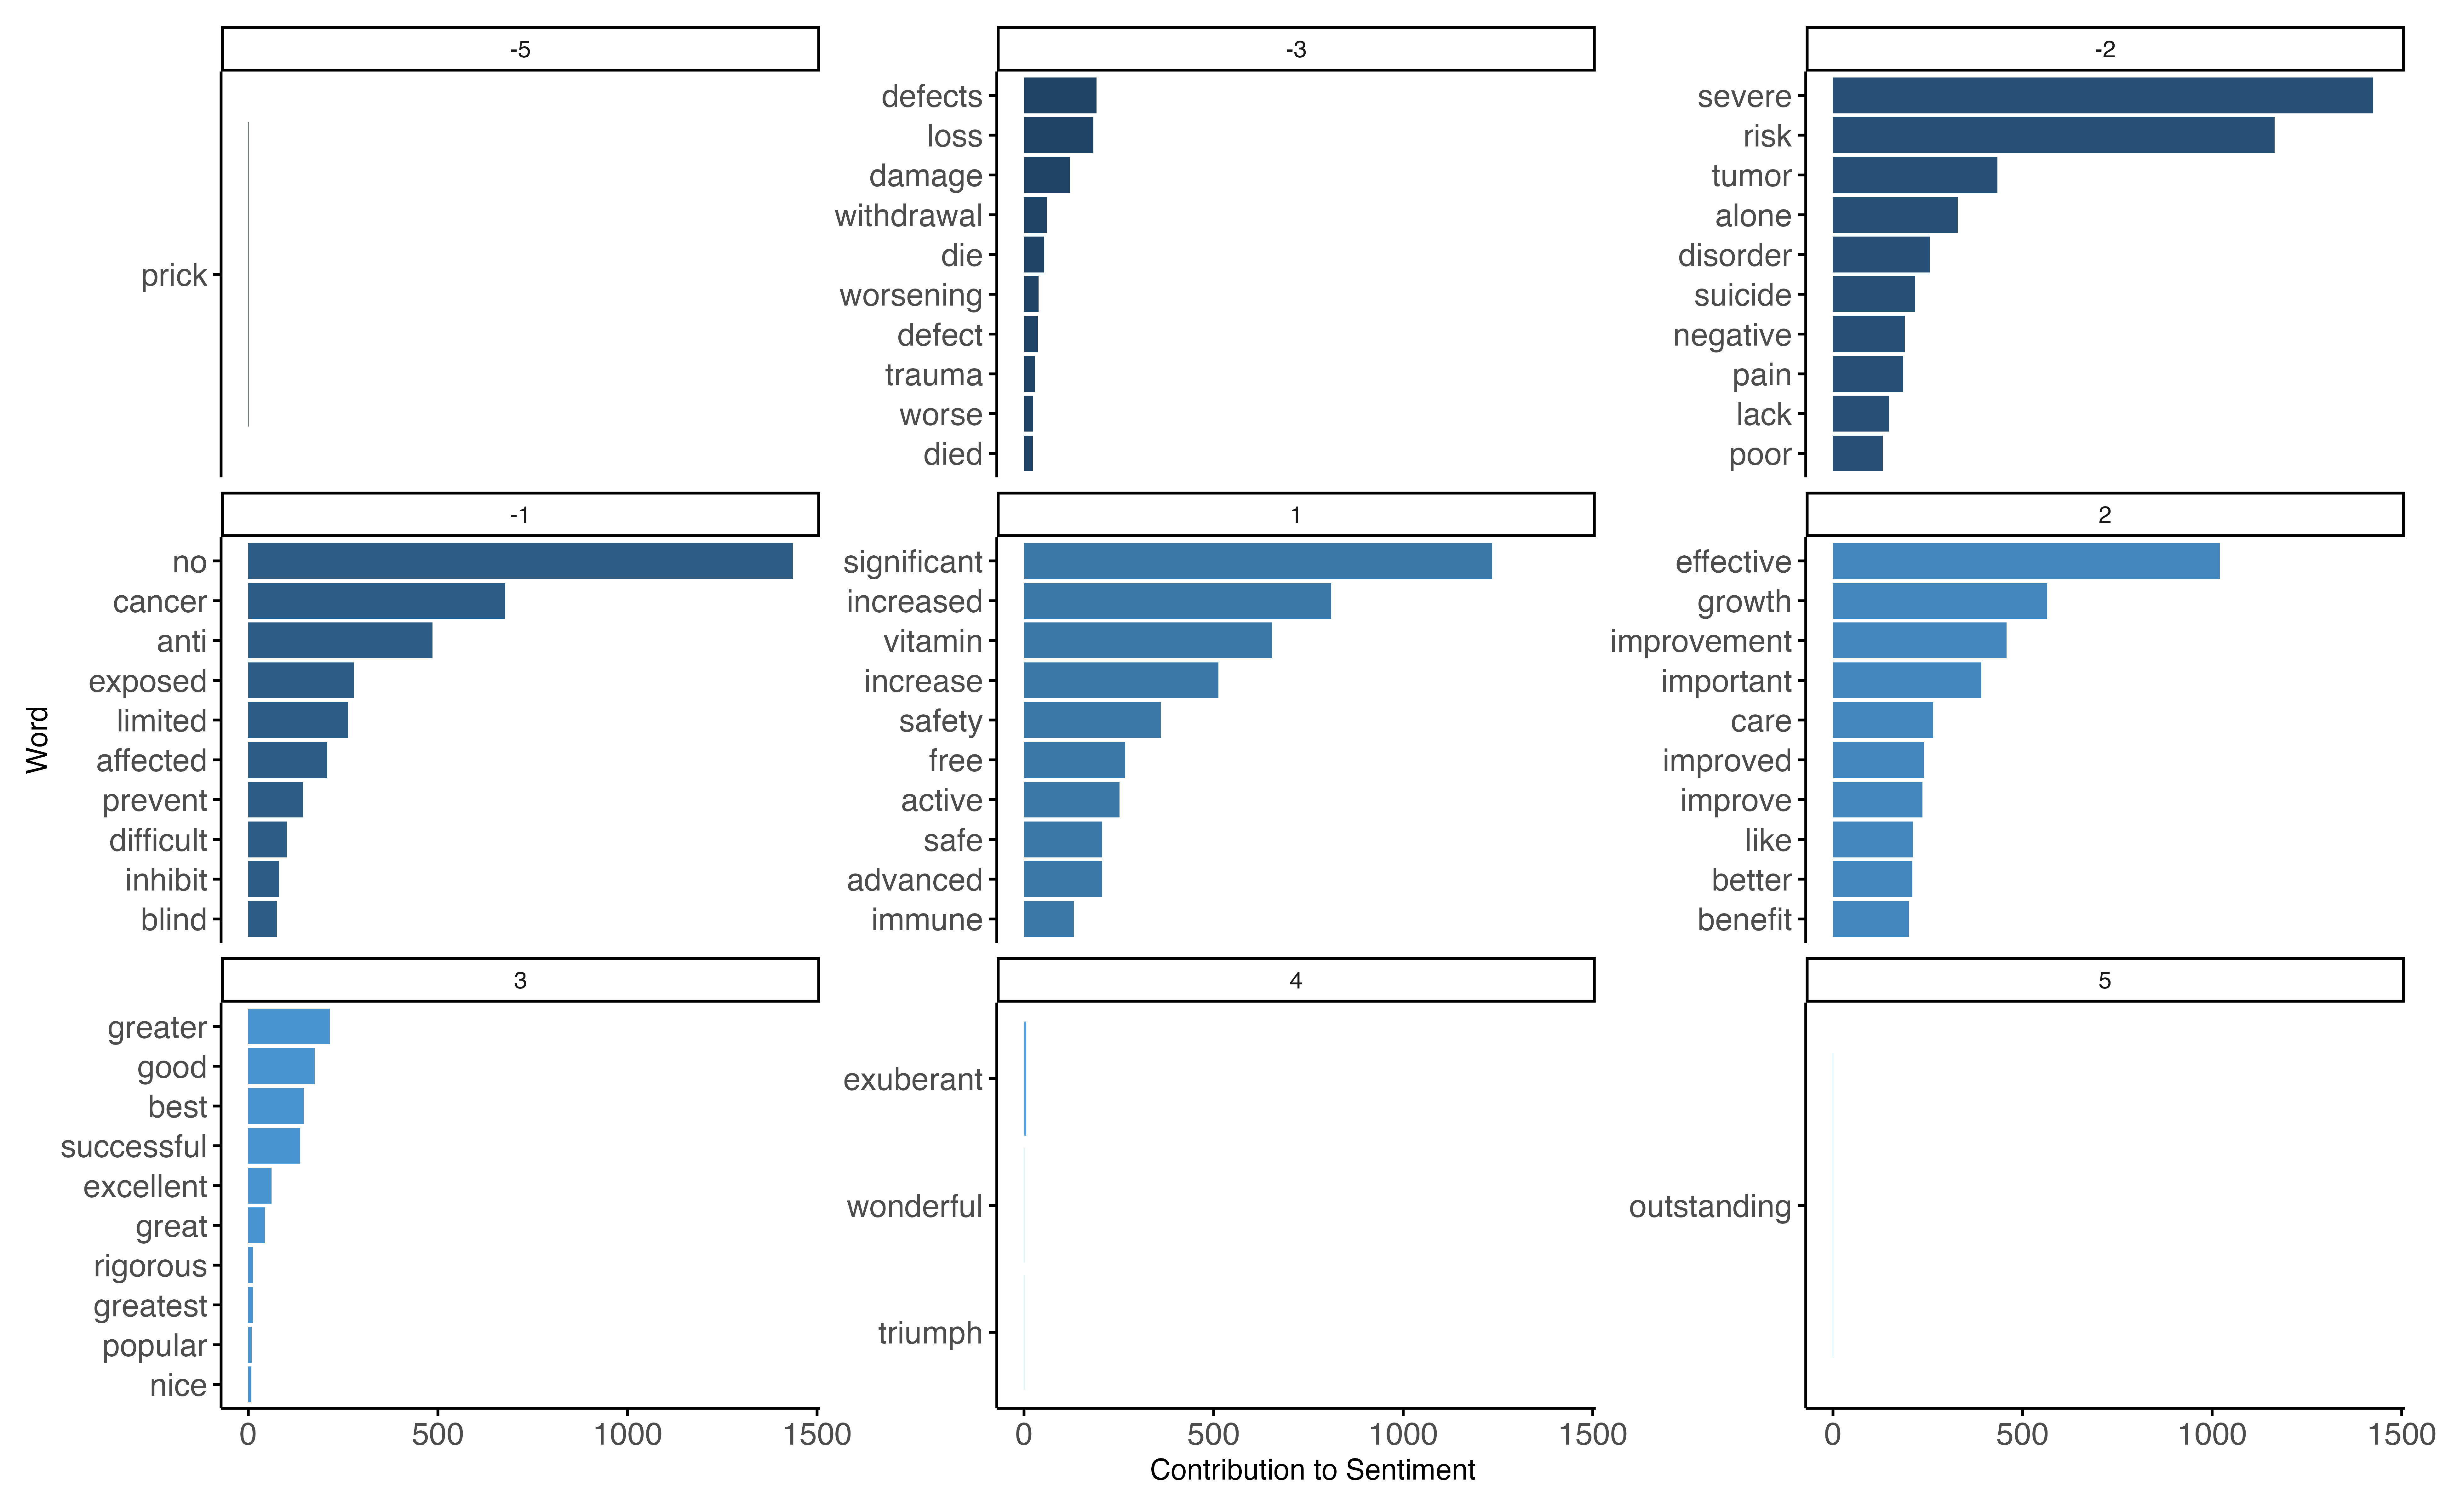 -5
prick
-3
defects
loss
damage
withdrawal
die
worsening
defect
trauma
worse
died
-2
severe
risk
tumor
alone
disorder
suicide
negative
pain
lack
poor
-1
no
cancer
anti
exposed
limited
affected
prevent
difficult
inhibit
blind
1
significant
increased
vitamin
increase
safety
free
active
safe
advanced
immune
2
effective
growth
improvement
important
care
improved
improve
like
better
benefit
3
greater
good
best
successful
excellent
great
rigorous
greatest
popular
nice
4
exuberant
wonderful
triumph
5
outstanding
0 500 1000 1500
0 500 1000 1500
0 500 1000 1500
Contribution to Sentiment
Word